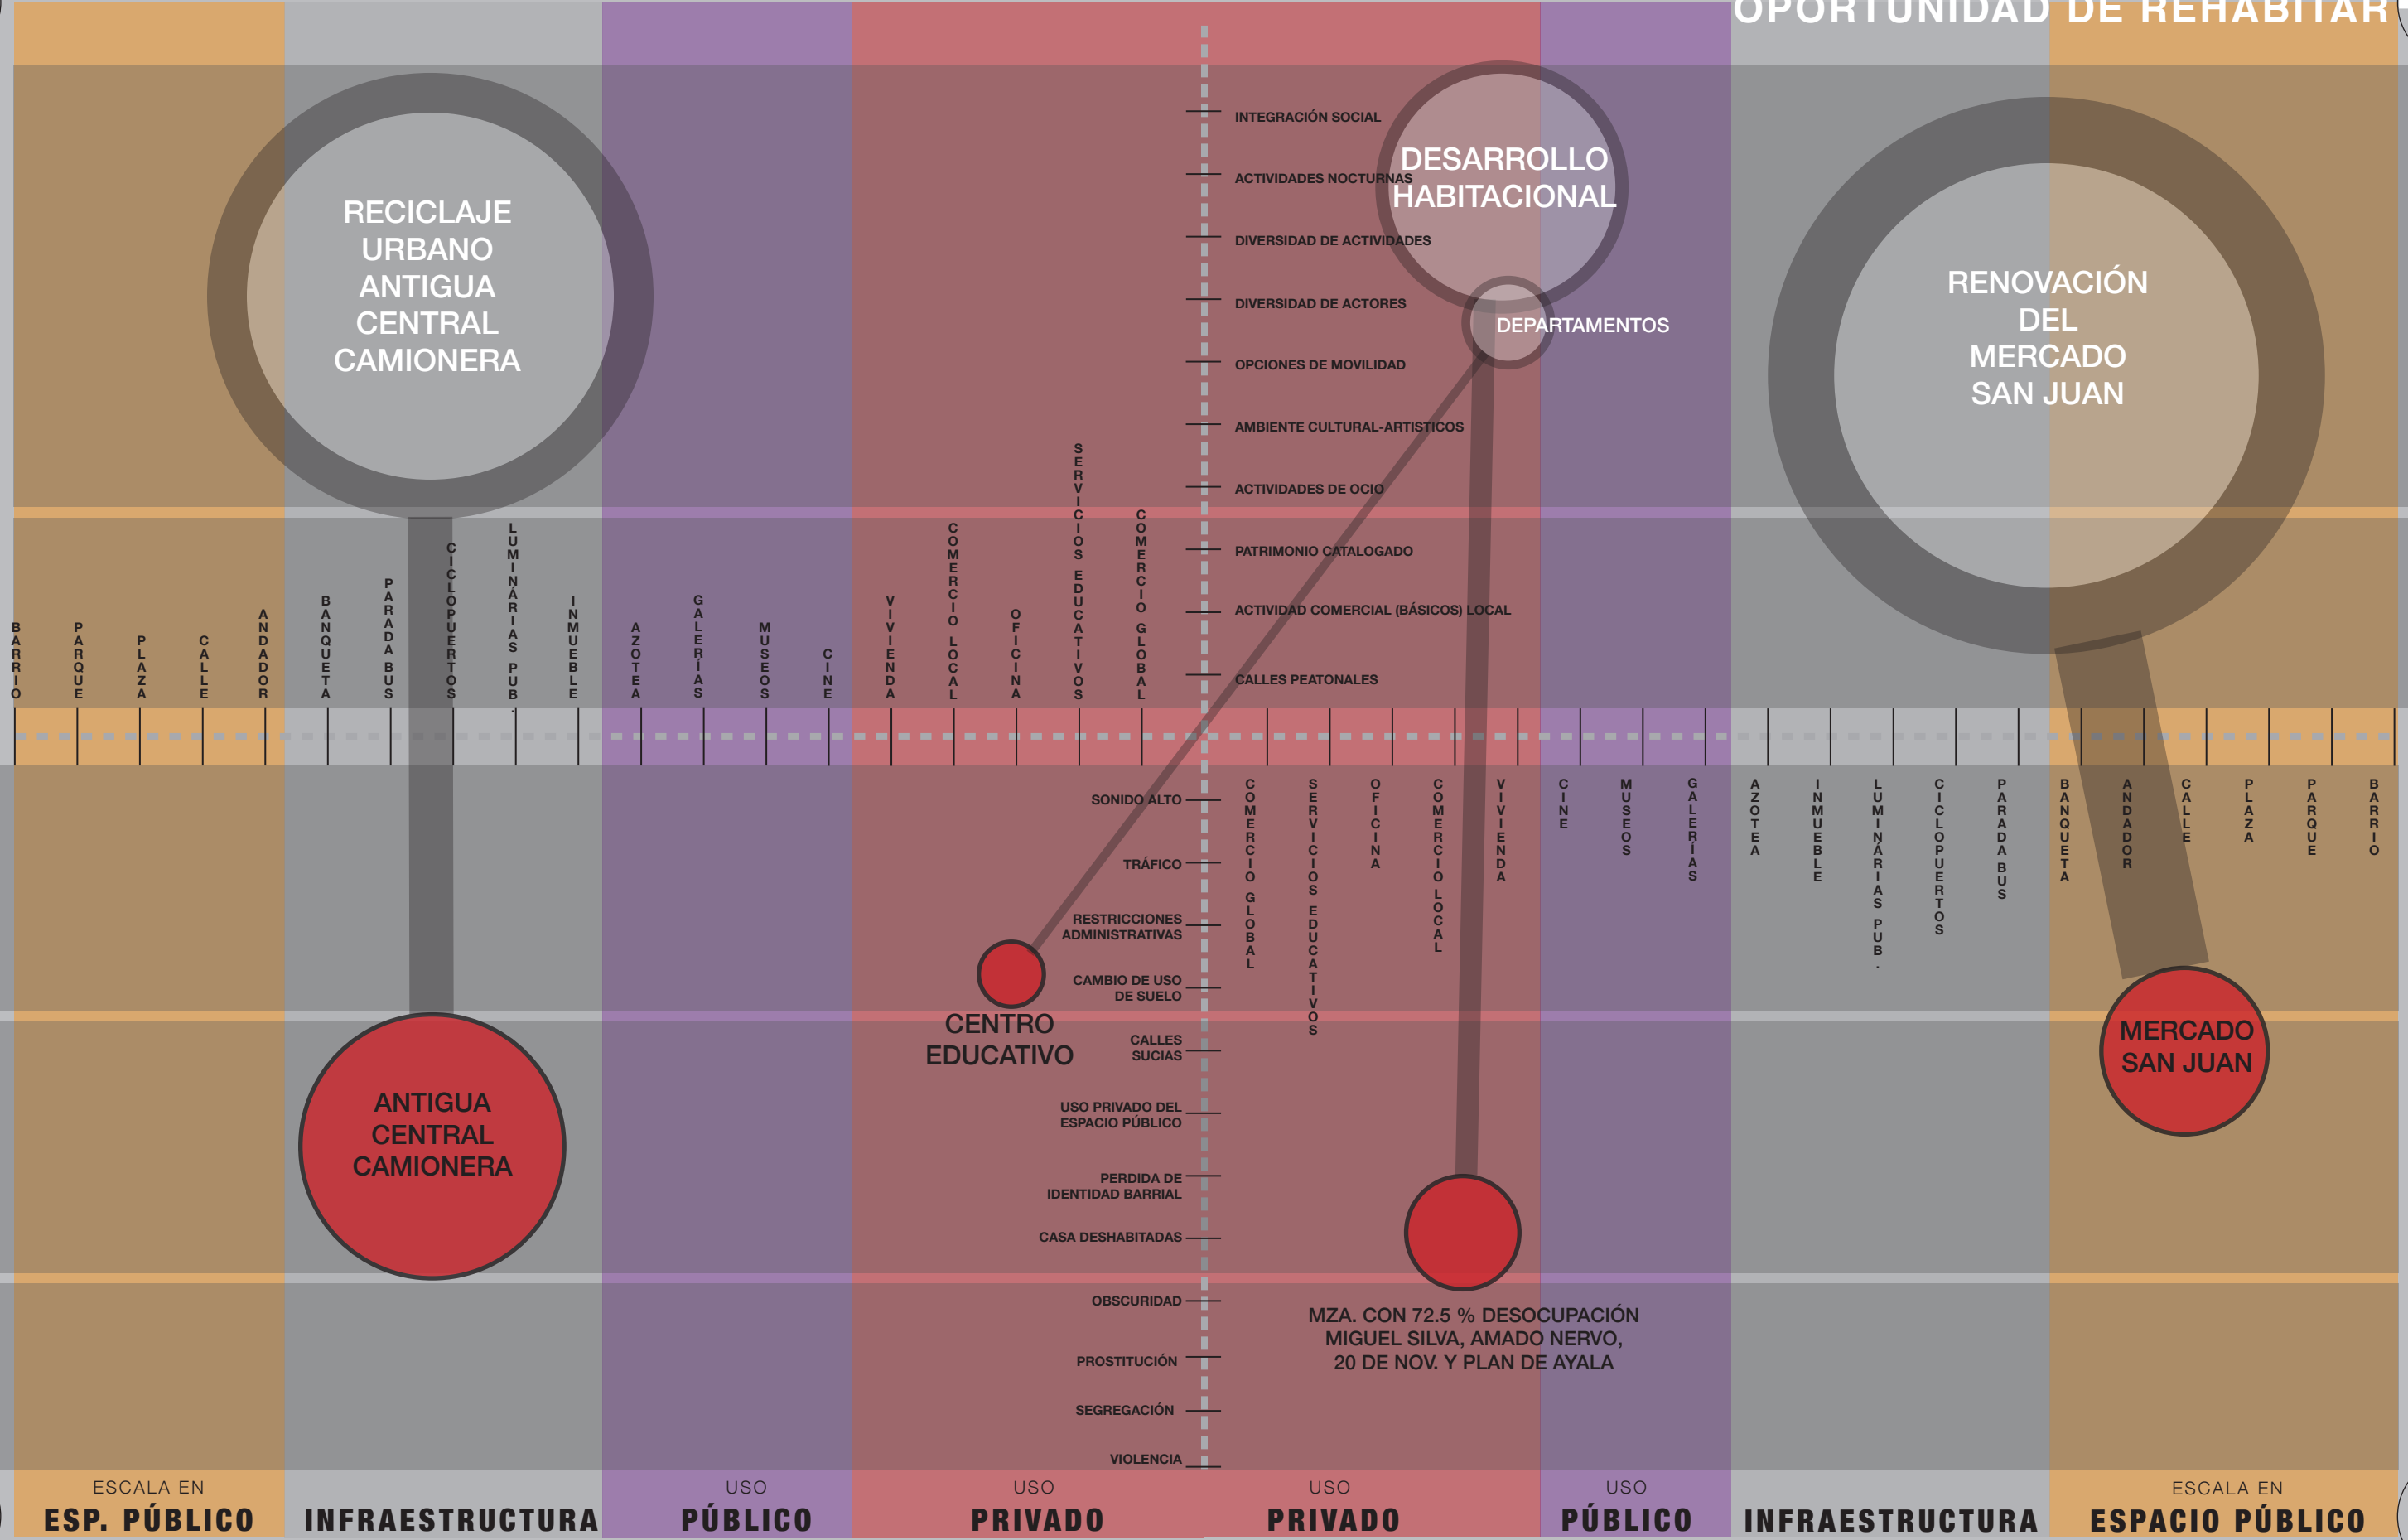 OPORTUNIDAD DE REHABITAR
RECICLAJE
URBANO
ANTIGUA
CENTRAL
CAMIONERA
DESARROLLO
HABITACIONAL
DEPARTAMENTOS
RENOVACIÓN
DEL
MERCADO
SAN JUAN
INTEGRACIÓN SOCIAL
ACTIVIDADES NOCTURNAS
DIVERSIDAD DE ACTIVIDADES
DIVERSIDAD DE ACTORES
OPCIONES DE MOVILIDAD
AMBIENTE CULTURAL-ARTISTICOS
ACTIVIDADES DE OCIO
PATRIMONIO CATALOGADO
ACTIVIDAD COMERCIAL (BÁSICOS) LOCAL
CALLES PEATONALES
BARRIO
PARQUE
PLAZA
CALLE
ANDADOR
BANQUETA
PARADA BUS
CICLOPUERTOS
LUMINÁRIAS PUB.
INMUEBLE
AZOTEA
GALERÍAS
MUSEOS
CINE
VIVIENDA
COMERCIO LOCAL
OFICINA
SERVICIOS EDUCATIVOS
COMERCIO GLOBAL
COMERCIO GLOBAL
SERVICIOS EDUCATIVOS
OFICINA
COMERCIO LOCAL
VIVIENDA
CINE
MUSEOS
GALERÍAS
AZOTEA
INMUEBLE
LUMINÁRIAS PUB.
CICLOPUERTOS
PARADA BUS
BANQUETA
ANDADOR
CALLE
PLAZA
PARQUE
BARRIO
SONIDO ALTO
TRÁFICO
RESTRICCIONES
ADMINISTRATIVAS
CAMBIO DE USO
DE SUELO
CALLES
SUCIAS
USO PRIVADO DEL
ESPACIO PÚBLICO
PERDIDA DE
IDENTIDAD BARRIAL
CASA DESHABITADAS
OBSCURIDAD
PROSTITUCIÓN
SEGREGACIÓN
VIOLENCIA
CENTRO
EDUCATIVO
ANTIGUA
CENTRAL
CAMIONERA
MERCADO
SAN JUAN
MZA. CON 72.5 % DESOCUPACIÓN
MIGUEL SILVA, AMADO NERVO,
20 DE NOV. Y PLAN DE AYALA
ESCALA EN
ESP. PÚBLICO
INFRAESTRUCTURA
USO
PÚBLICO
USO
PRIVADO
USO
PRIVADO
USO
PÚBLICO
INFRAESTRUCTURA
ESCALA EN
ESPACIO PÚBLICO